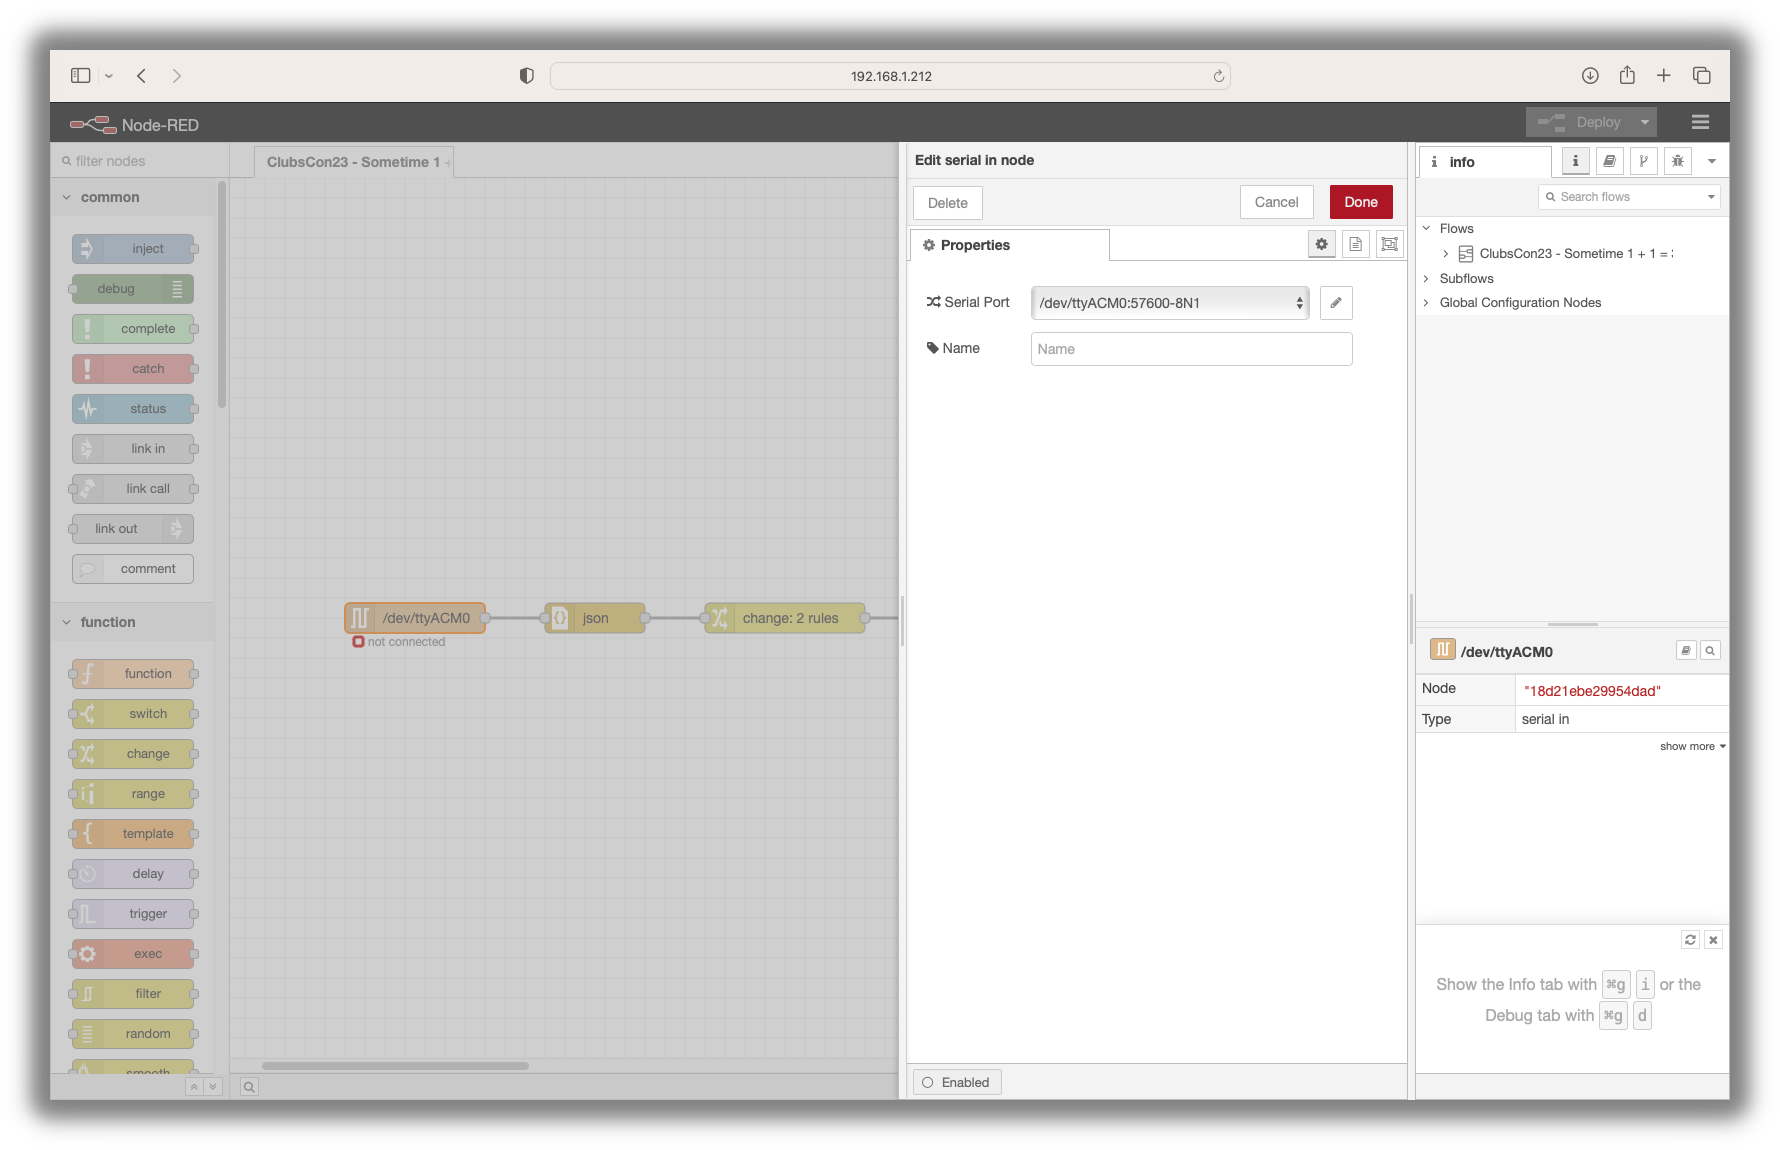 192.168.1.212
Node-RED
Deploy
filter nodes
ClubsCon23 - Sometime 1 +
common
inject
debug
complete
catch
status
link in
link call
link out
comment
function
function
switch
change
range
template
delay
trigger
exec
filter
random
smooth
/dev/ttyACM0
not connected
json
change: 2 rules
Edit serial in node
Delete
Cancel
Done
Properties
Serial Port
/dev/ttyACM0:57600-8N1
Name
Name
Enabled
i info
i
Search flows
Flows
ClubsCon23 - Sometime 1 + 1 = 
Subflows
Global Configuration Nodes
/dev/ttyACM0
Node "18d21ebe29954dad"
Type serial in
show more
Show the Info tab with ⌘g i or the
Debug tab with ⌘g d